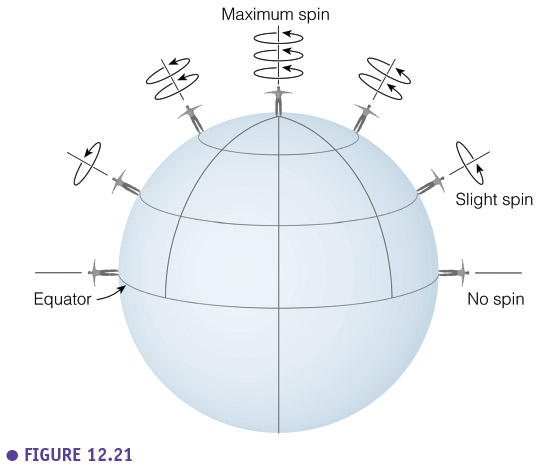 Maximum spin
Slight spin
Equator
No spin
● FIGURE 12.21